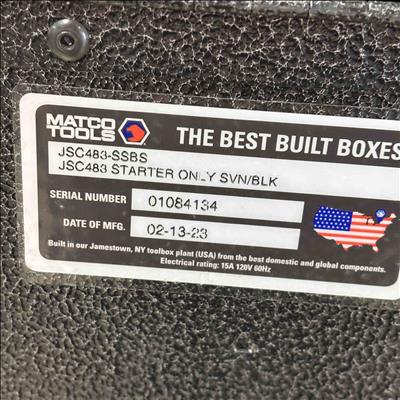 MATCO
TOOLS
THE BEST BUILT BOXES
JSC483-SSBS
JSC483 STARTER ONLY SVN/BLK
SERIAL NUMBER 01084134
DATE OF MFG. 02-13-23
Built in our Jamestown, NY toolbox plant (USA) from the best domestic and global components.
Electrical rating: 15A 120V 60Hz